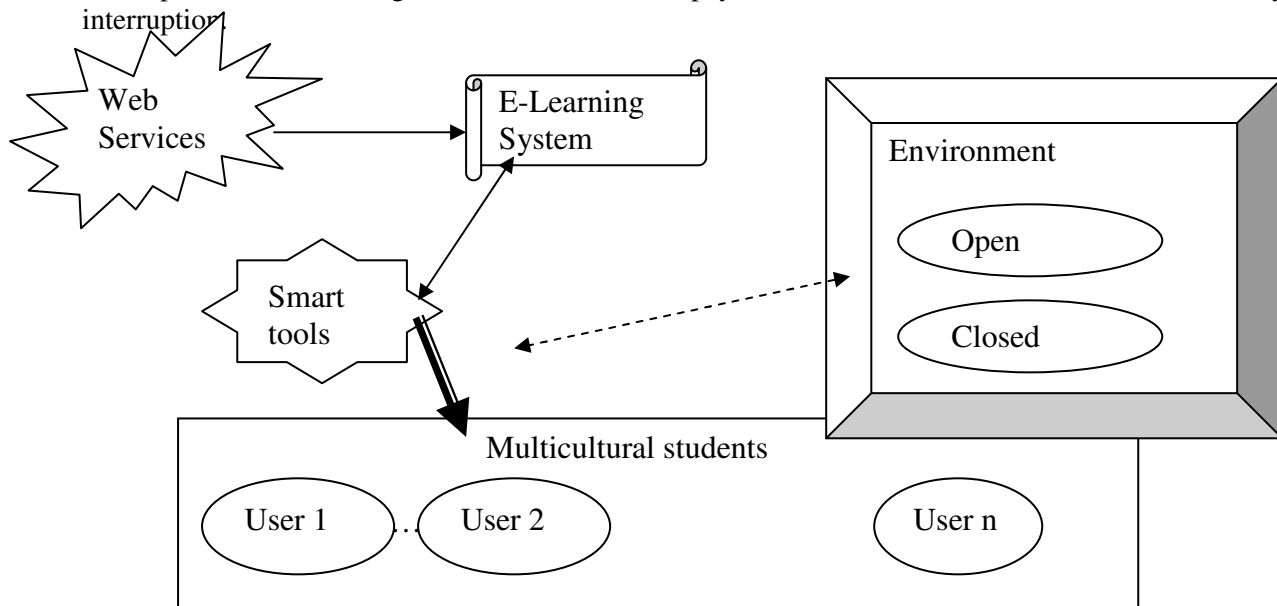 interruption.
Web
Services
E-Learning
System
Environment
Open
Closed
Smart
tools
Multicultural students
User 1
...
User 2
User n